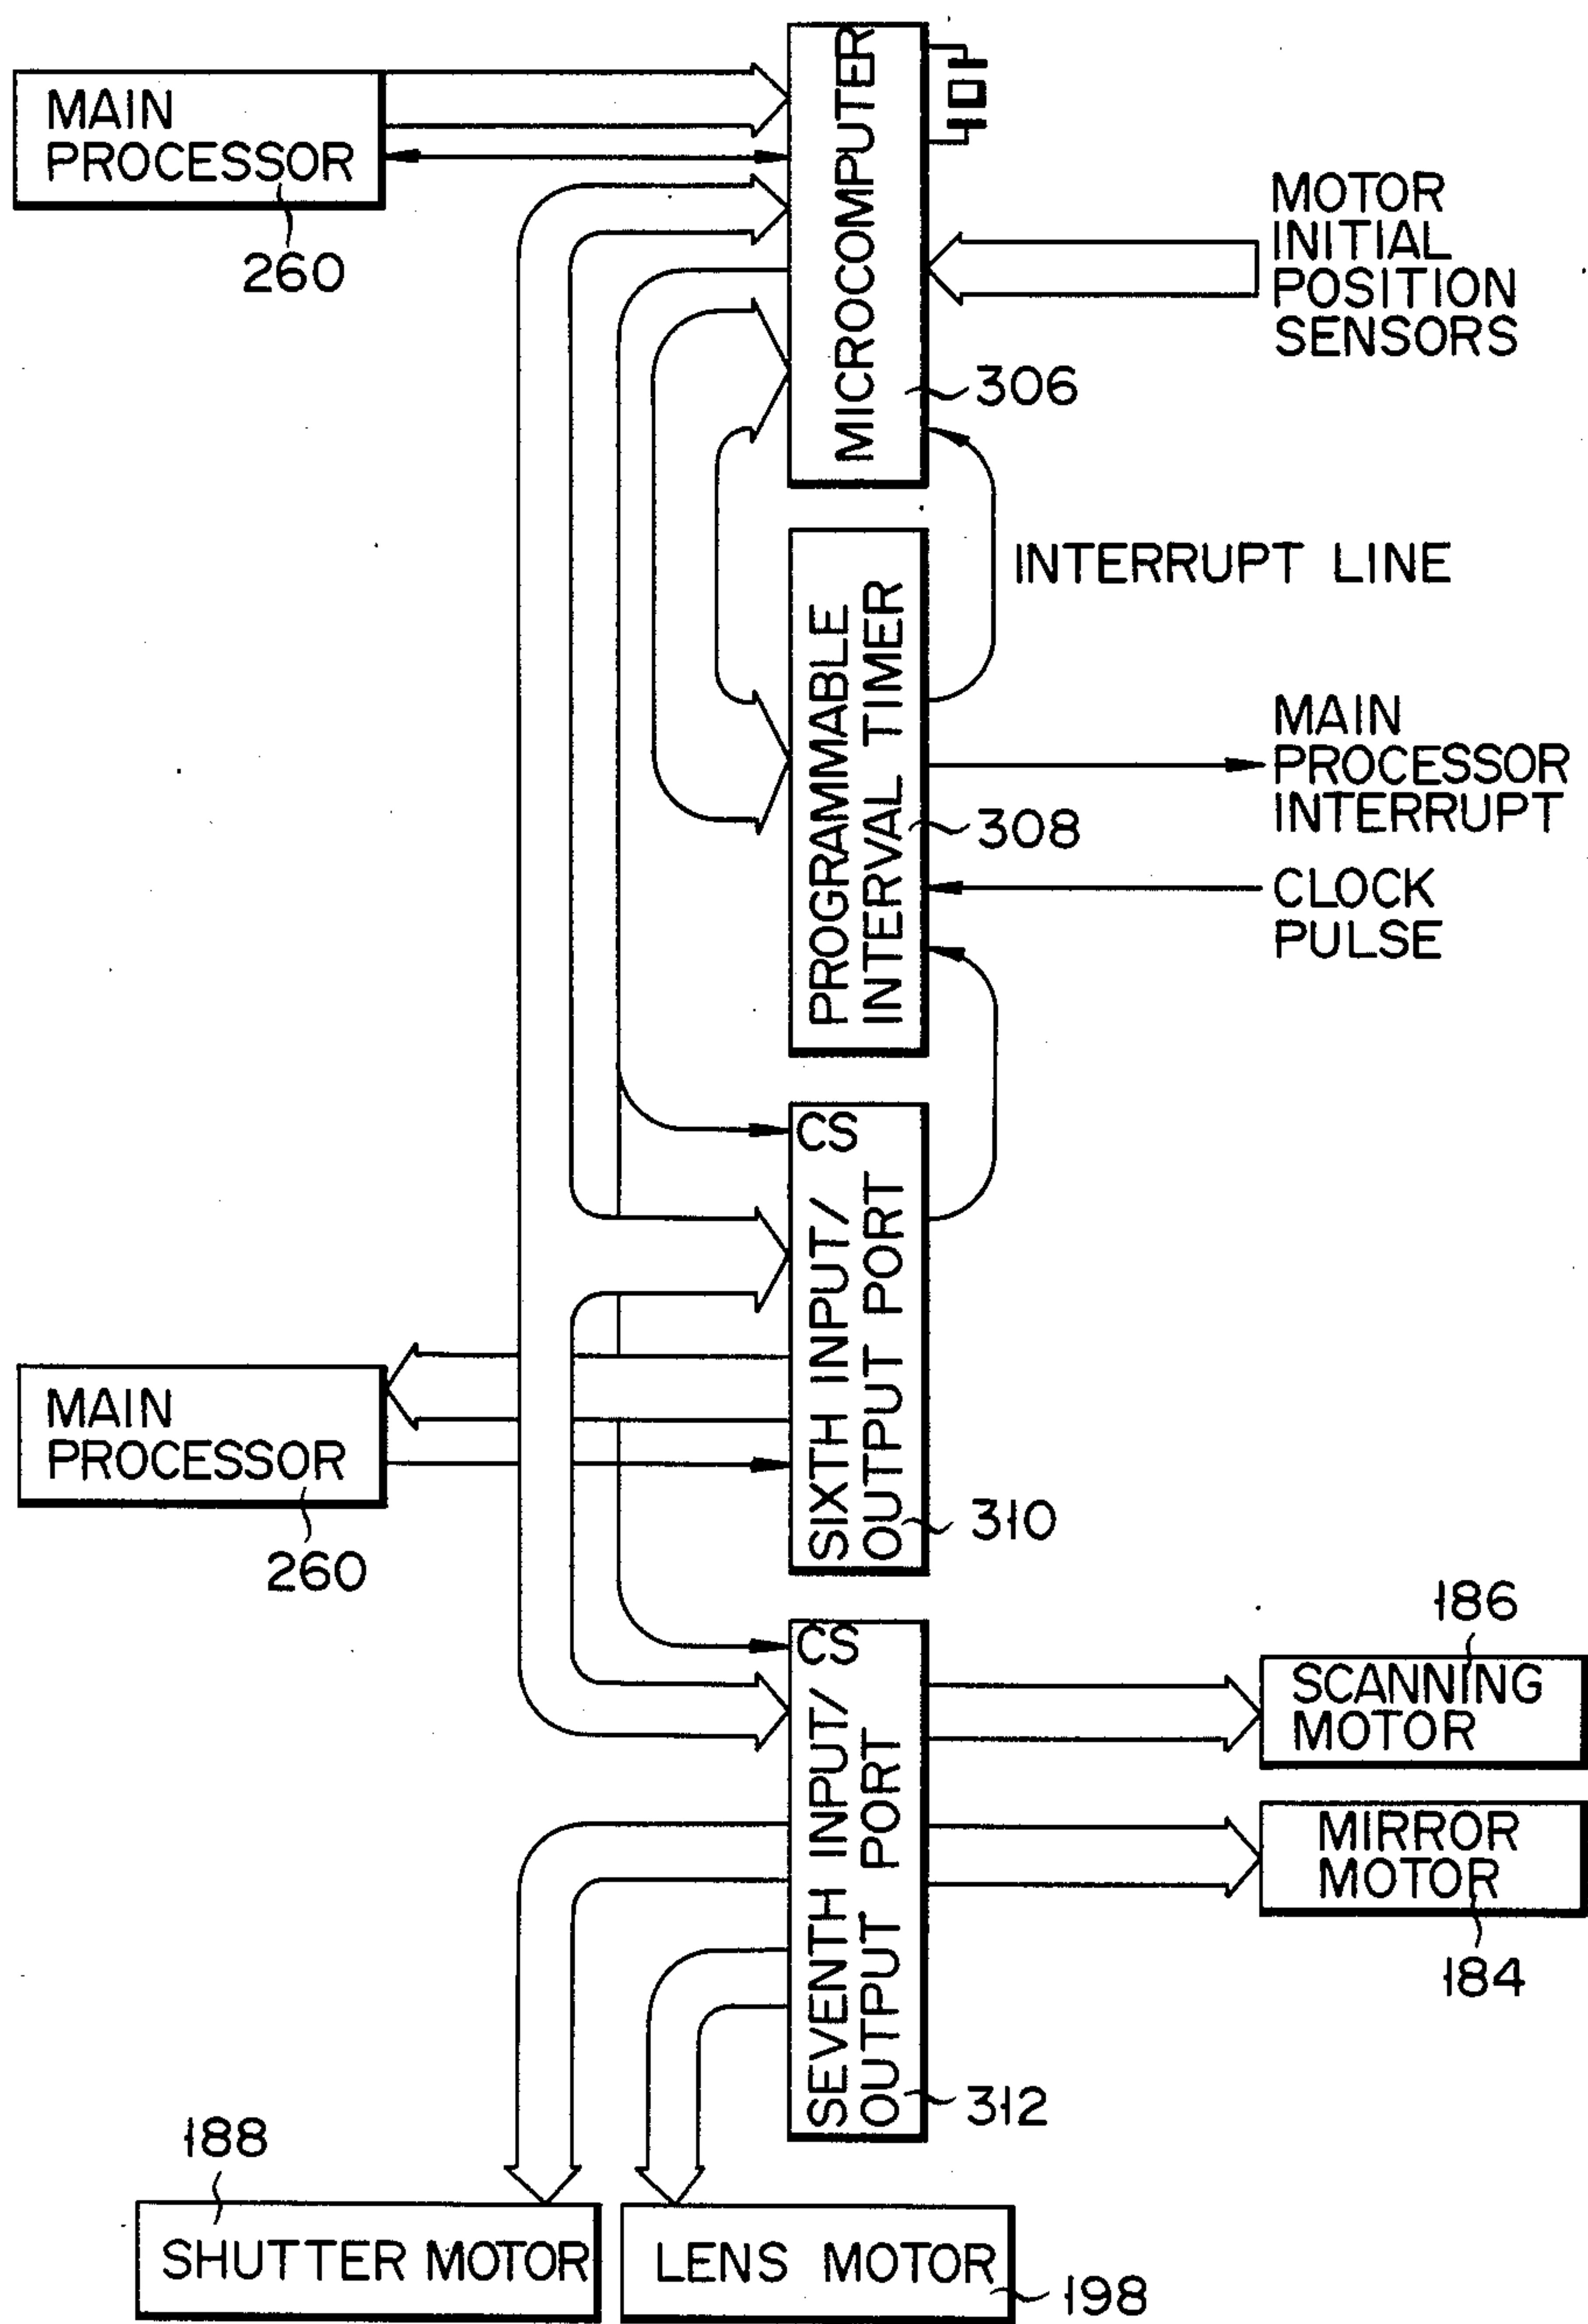 MAIN
PROCESSOR
260
MICROCOMPUTER
306
MOTOR
INITIAL
POSITION
SENSORS
INTERRUPT LINE
PROGRAMMABLE
INTERVAL TIMER
308
MAIN
PROCESSOR
INTERRUPT
CLOCK
PULSE
CS
SIXTH INPUT/
OUTPUT PORT
310
MAIN
PROCESSOR
260
CS
SEVENTH INPUT/
OUTPUT PORT
312
186
SCANNING
MOTOR
MIRROR
MOTOR
184
188
SHUTTER MOTOR
LENS MOTOR
198